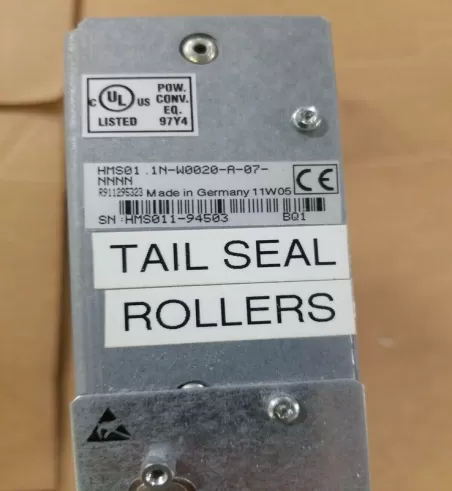 POW.
CONV.
EQ.
97Y4
C UL US
LISTED
HMS01.1N-W0020-A-07-
NNNN
R911295323 Made in Germany 11W05
CE
SN:HMS011-94503 BQ1
TAIL SEAL
ROLLERS